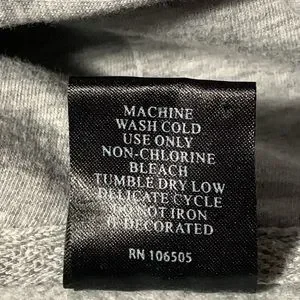 MACHINE
WASH COLD
USE ONLY
NON-CHLORINE
BLEACH
TUMBLE DRY LOW
DELICATE CYCLE
DO NOT IRON
IF DECORATED
RN 106505